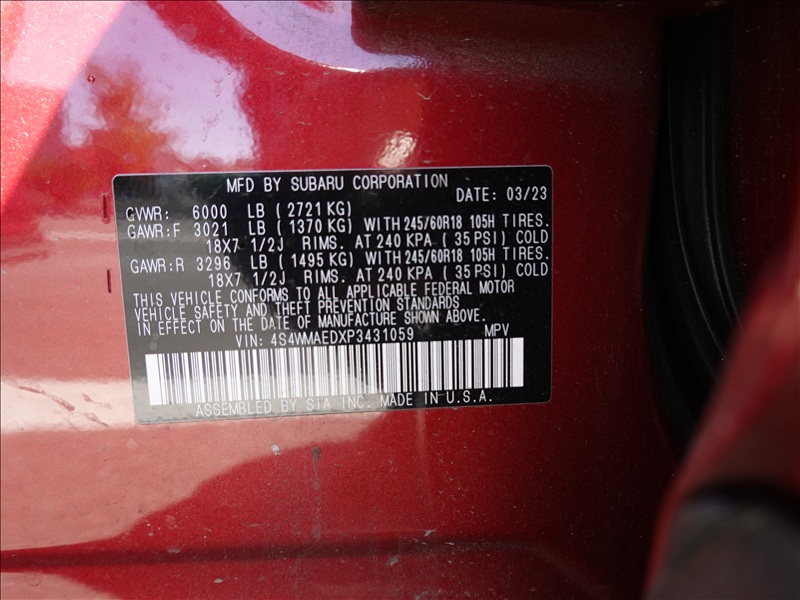 MFD BY SUBARU CORPORATION
DATE: 03/23
GVWR: 6000 LB ( 2721 KG)
GAWR:F 3021 LB ( 1370 KG) WITH 245/60R18 105H TIRES.
18X7 1/2J RIMS. AT 240 KPA ( 35 PSI) COLD
GAWR:R 3296 LB ( 1495 KG) WITH 245/60R18 105H TIRES.
18X7 1/2J RIMS. AT 240 KPA ( 35 PSI) COLD
THIS VEHICLE CONFORMS TO ALL APPLICABLE FEDERAL MOTOR
VEHICLE SAFETY AND THEFT PREVENTION STANDARDS
IN EFFECT ON THE DATE OF MANUFACTURE SHOWN ABOVE.
VIN: 4S4WMAEDXP3431059 MPV
ASSEMBLED BY SIA INC. MADE IN U.S.A.